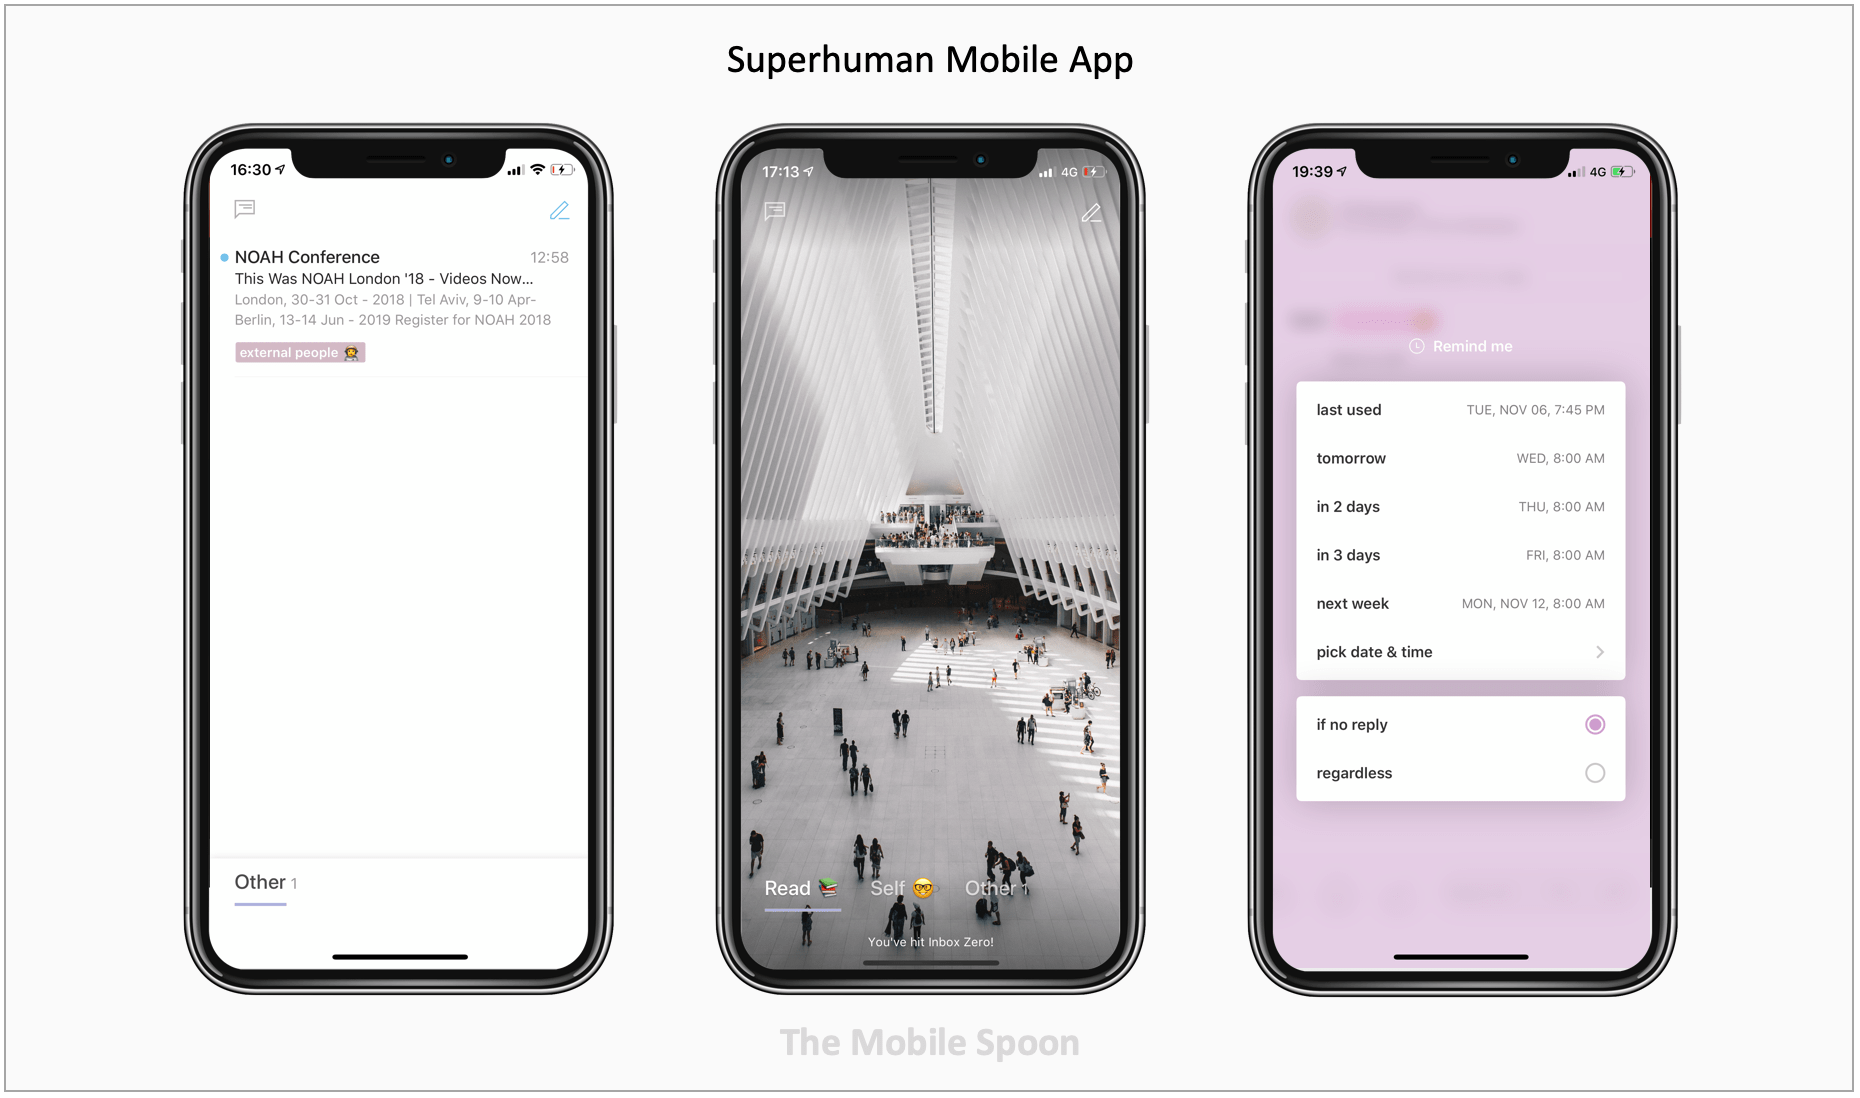 Superhuman Mobile App
16:30
NOAH Conference 12:58
This Was NOAH London '18 - Videos Now...
London, 30-31 Oct - 2018 | Tel Aviv, 9-10 Apr-
Berlin, 13-14 Jun - 2019 Register for NOAH 2018
external people
Other 1
17:13 4G
Read Self Other 1
You've hit Inbox Zero!
19:39 4G
Remind me
last used TUE, NOV 06, 7:45 PM
tomorrow WED, 8:00 AM
in 2 days THU, 8:00 AM
in 3 days FRI, 8:00 AM
next week MON, NOV 12, 8:00 AM
pick date & time
if no reply
regardless
The Mobile Spoon